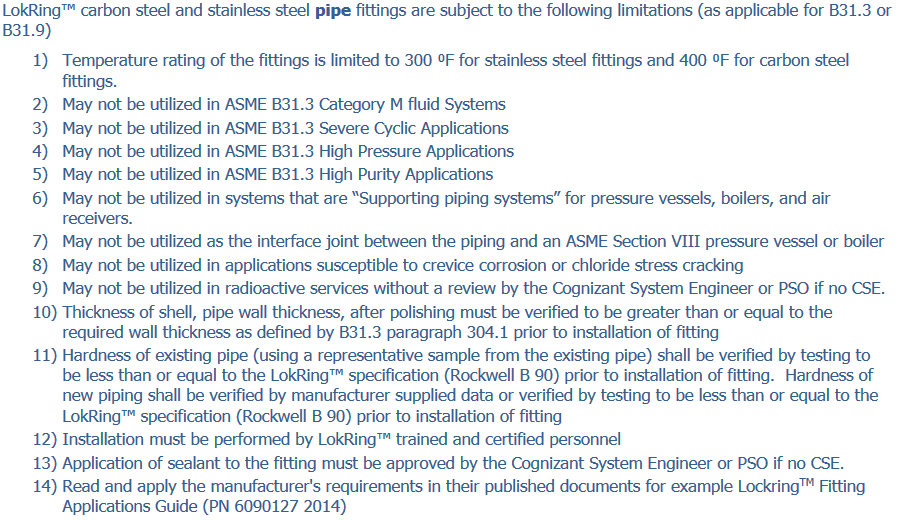 LokRing™ carbon steel and stainless steel pipe fittings are subject to the following limitations (as applicable for B31.3 or
B31.9)
1) Temperature rating of the fittings is limited to 300 ºF for stainless steel fittings and 400 ºF for carbon steel
fittings.
2) May not be utilized in ASME B31.3 Category M fluid Systems
3) May not be utilized in ASME B31.3 Severe Cyclic Applications
4) May not be utilized in ASME B31.3 High Pressure Applications
5) May not be utilized in ASME B31.3 High Purity Applications
6) May not be utilized in systems that are “Supporting piping systems” for pressure vessels, boilers, and air
receivers.
7) May not be utilized as the interface joint between the piping and an ASME Section VIII pressure vessel or boiler
8) May not be utilized in applications susceptible to crevice corrosion or chloride stress cracking
9) May not be utilized in radioactive services without a review by the Cognizant System Engineer or PSO if no CSE.
10) Thickness of shell, pipe wall thickness, after polishing must be verified to be greater than or equal to the
required wall thickness as defined by B31.3 paragraph 304.1 prior to installation of fitting
11) Hardness of existing pipe (using a representative sample from the existing pipe) shall be verified by testing to
be less than or equal to the LokRing™ specification (Rockwell B 90) prior to installation of fitting. Hardness of
new piping shall be verified by manufacturer supplied data or verified by testing to be less than or equal to the
LokRing™ specification (Rockwell B 90) prior to installation of fitting
12) Installation must be performed by LokRing™ trained and certified personnel
13) Application of sealant to the fitting must be approved by the Cognizant System Engineer or PSO if no CSE.
14) Read and apply the manufacturer's requirements in their published documents for example Lockring™ Fitting
Applications Guide (PN 6090127 2014)